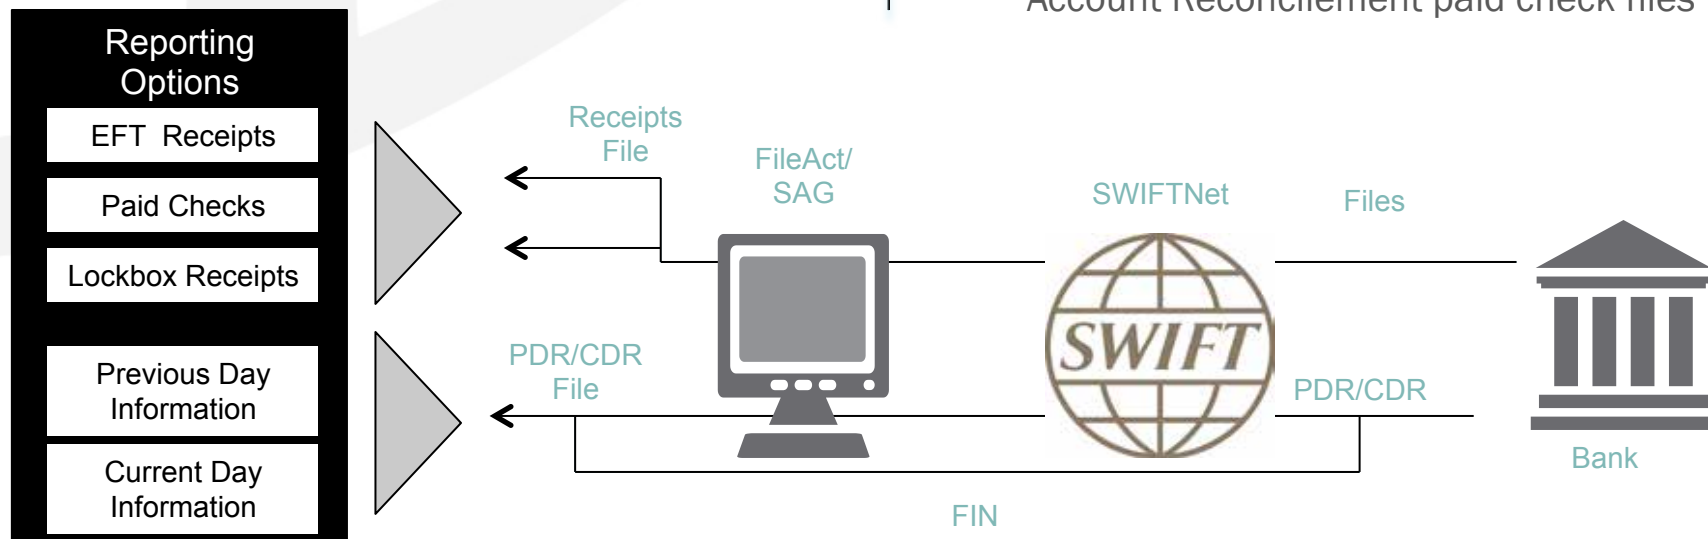 Account Reconcilement paid check files
Reporting
Options
EFT Receipts
Paid Checks
Lockbox Receipts
Previous Day
Information
Current Day
Information
Receipts
File
PDR/CDR
File
FileAct/
SAG
SWIFTNet
SWIFT
Files
PDR/CDR
Bank
FIN